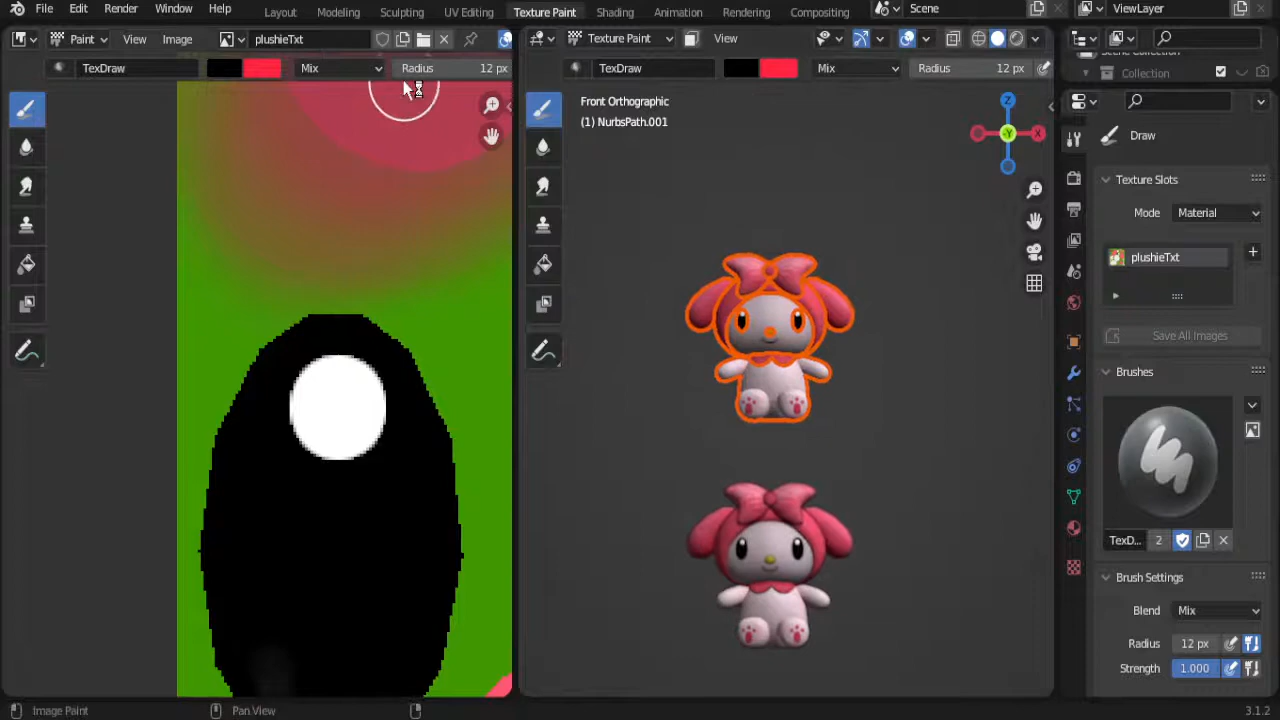 File Edit Render Window Help Layout Modeling Sculpting UV Editing Texture Paint Shading Animation Rendering Compositing Scene ViewLayer
Paint View Image plushieTxt Texture Paint View
Collection
TexDraw Mix Radius 12 px TexDraw Mix Radius 12 px
Front Orthographic
(1) NurbsPath.001
Z
X
-Y
Draw
Texture Slots
Mode Material
plushieTxt
Save All Images
Brushes
TexD... 2
Brush Settings
Blend Mix
Radius 12 px
Strength 1.000
Image Paint Pan View 3.1.2